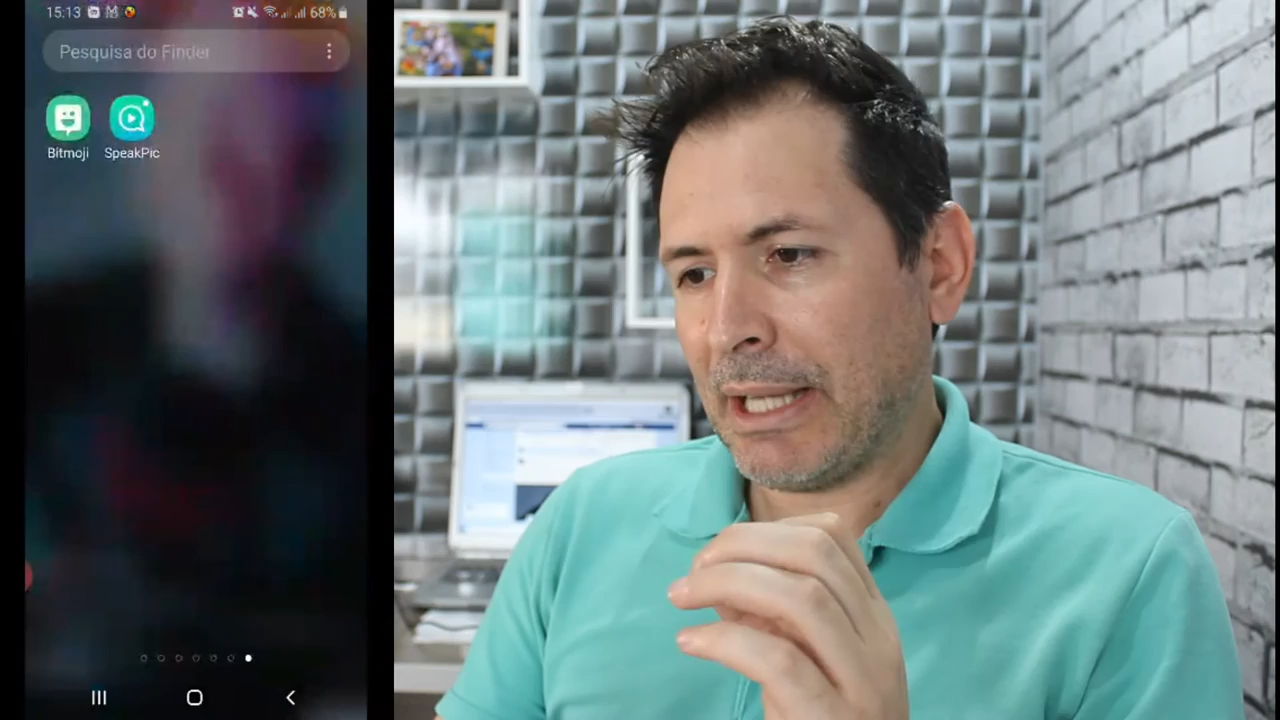 15:13
68%
Pesquisa do Finder
Bitmoji
SpeakPic